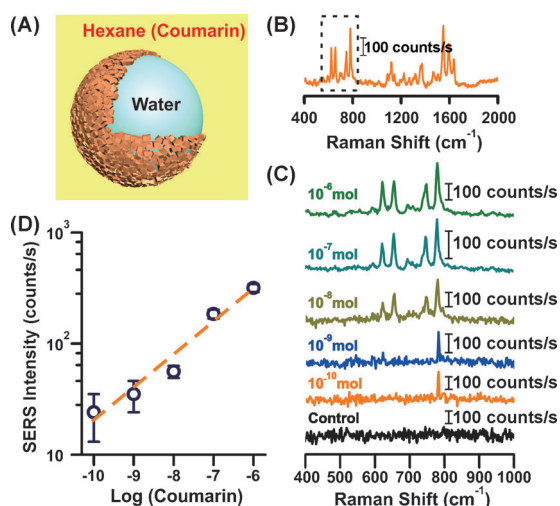 (A)
Hexane (Coumarin)
Water
(B)
100 counts/s
400 800 1200 1600 2000
Raman Shift (cm⁻¹)
(C)
10⁻⁶mol
100 counts/s
10⁻⁷mol
100 counts/s
10⁻⁸mol
100 counts/s
10⁻⁹mol
100 counts/s
10⁻¹⁰mol
100 counts/s
Control
100 counts/s
400 500 600 700 800 900 1000
Raman Shift (cm⁻¹)
(D)
SERS Intensity (counts/s)
10³
10²
10
-10 -9 -8 -7 -6
Log (Coumarin)